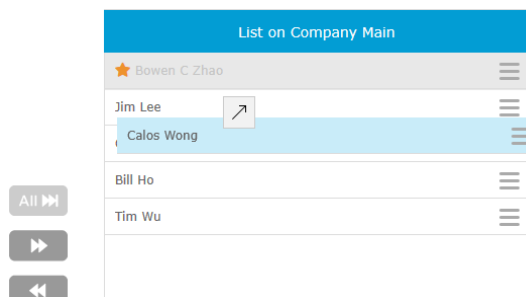 List on Company Main
Bowen C Zhao
Jim Lee
Calos Wong
Bill Ho
Tim Wu
All